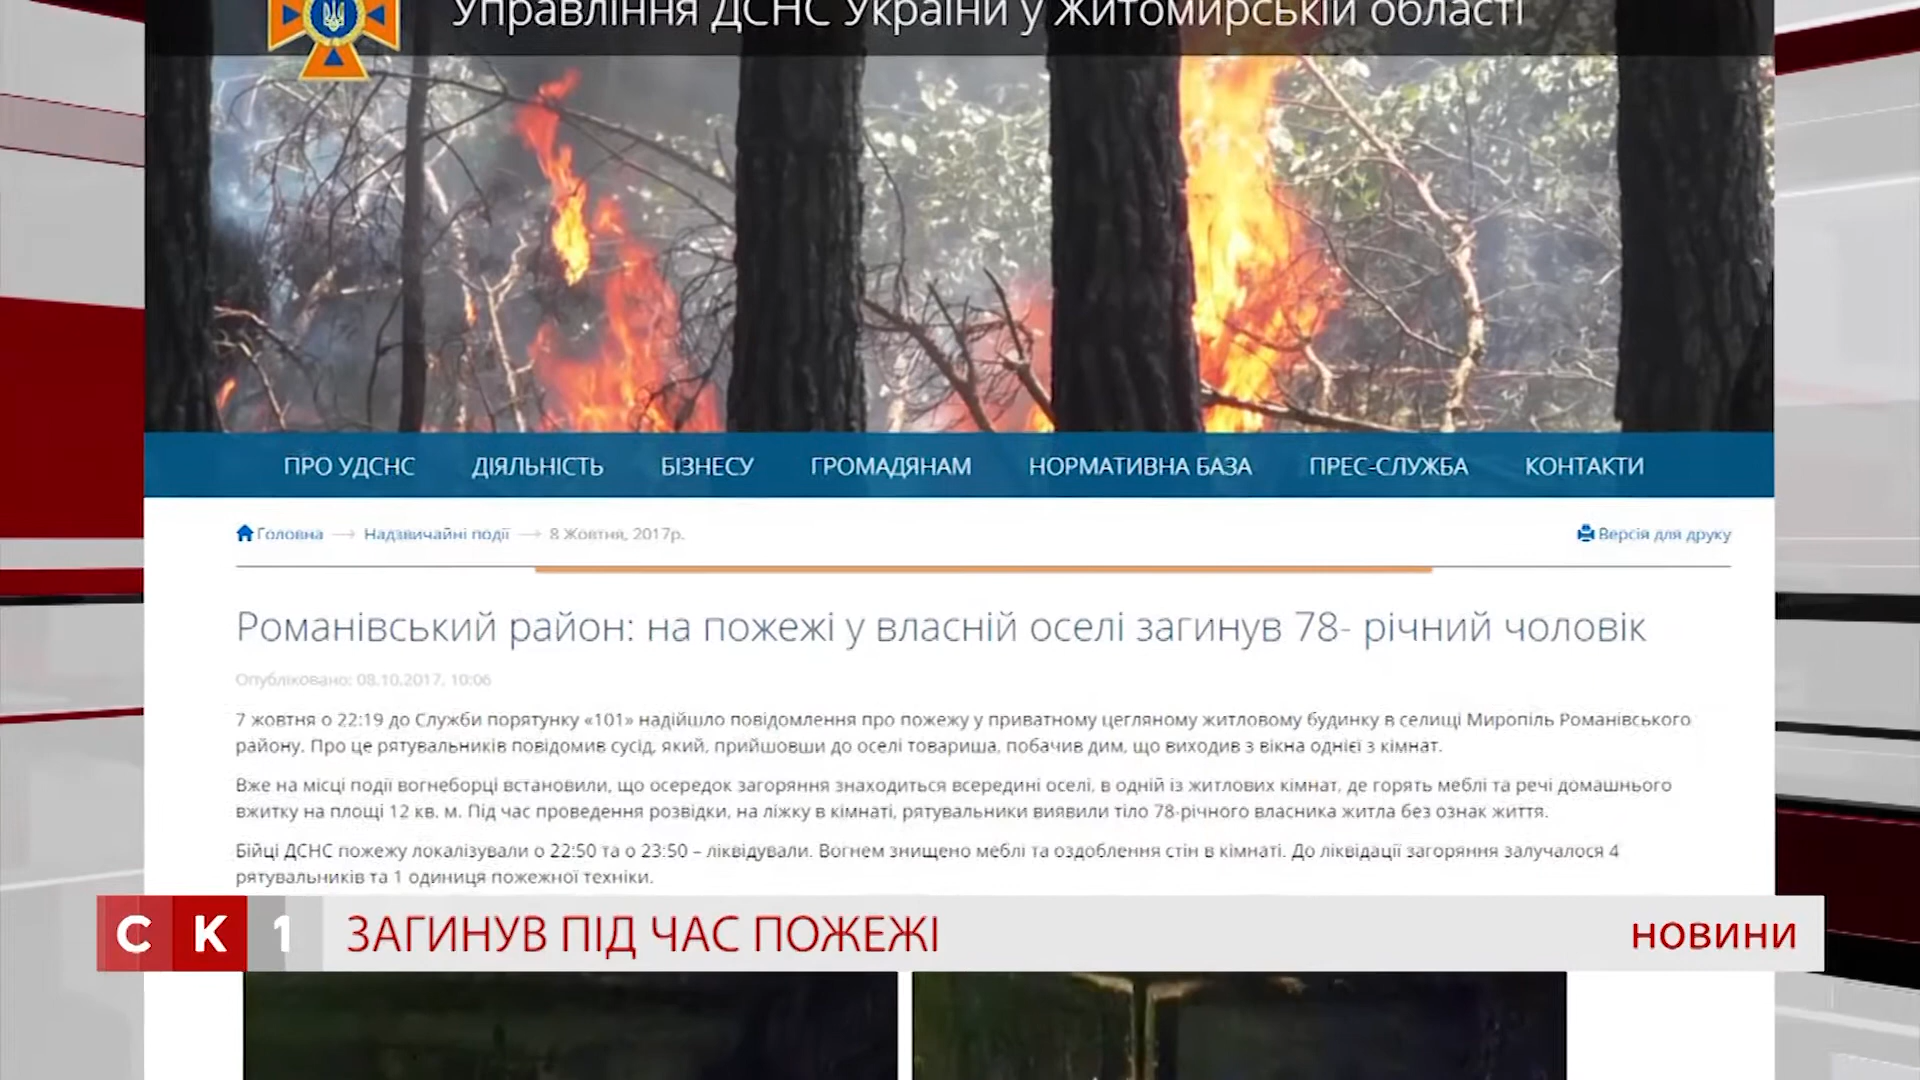 Управління ДСНС України у Житомирській області
ПРО УДСНС ДІЯЛЬНІСТЬ БІЗНЕСУ ГРОМАДЯНАМ НОРМАТИВНА БАЗА ПРЕС-СЛУЖБА КОНТАКТИ
Головна → Надзвичайні події → 8 Жовтня, 2017р. Версія для друку
Романівський район: на пожежі у власній оселі загинув 78- річний чоловік
Опубліковано: 08.10.2017, 10:06
7 жовтня о 22:19 до Служби порятунку «101» надійшло повідомлення про пожежу у приватному цегляному житловому будинку в селищі Миропіль Романівського
району. Про це рятувальників повідомив сусід, який, прийшовши до оселі товариша, побачив дим, що виходив з вікна однієї з кімнат.
Вже на місці події вогнеборці встановили, що осередок загоряння знаходиться всередині оселі, в одній із житлових кімнат, де горять меблі та речі домашнього
вжитку на площі 12 кв. м. Під час проведення розвідки, на ліжку в кімнаті, рятувальники виявили тіло 78-річного власника житла без ознак життя.
Бійці ДСНС пожежу локалізували о 22:50 та о 23:50 – ліквідували. Вогнем знищено меблі та оздоблення стін в кімнаті. До ліквідації загоряння залучалося 4
рятувальників та 1 одиниця пожежної техніки.
СК1 ЗАГИНУВ ПІД ЧАС ПОЖЕЖІ НОВИНИ